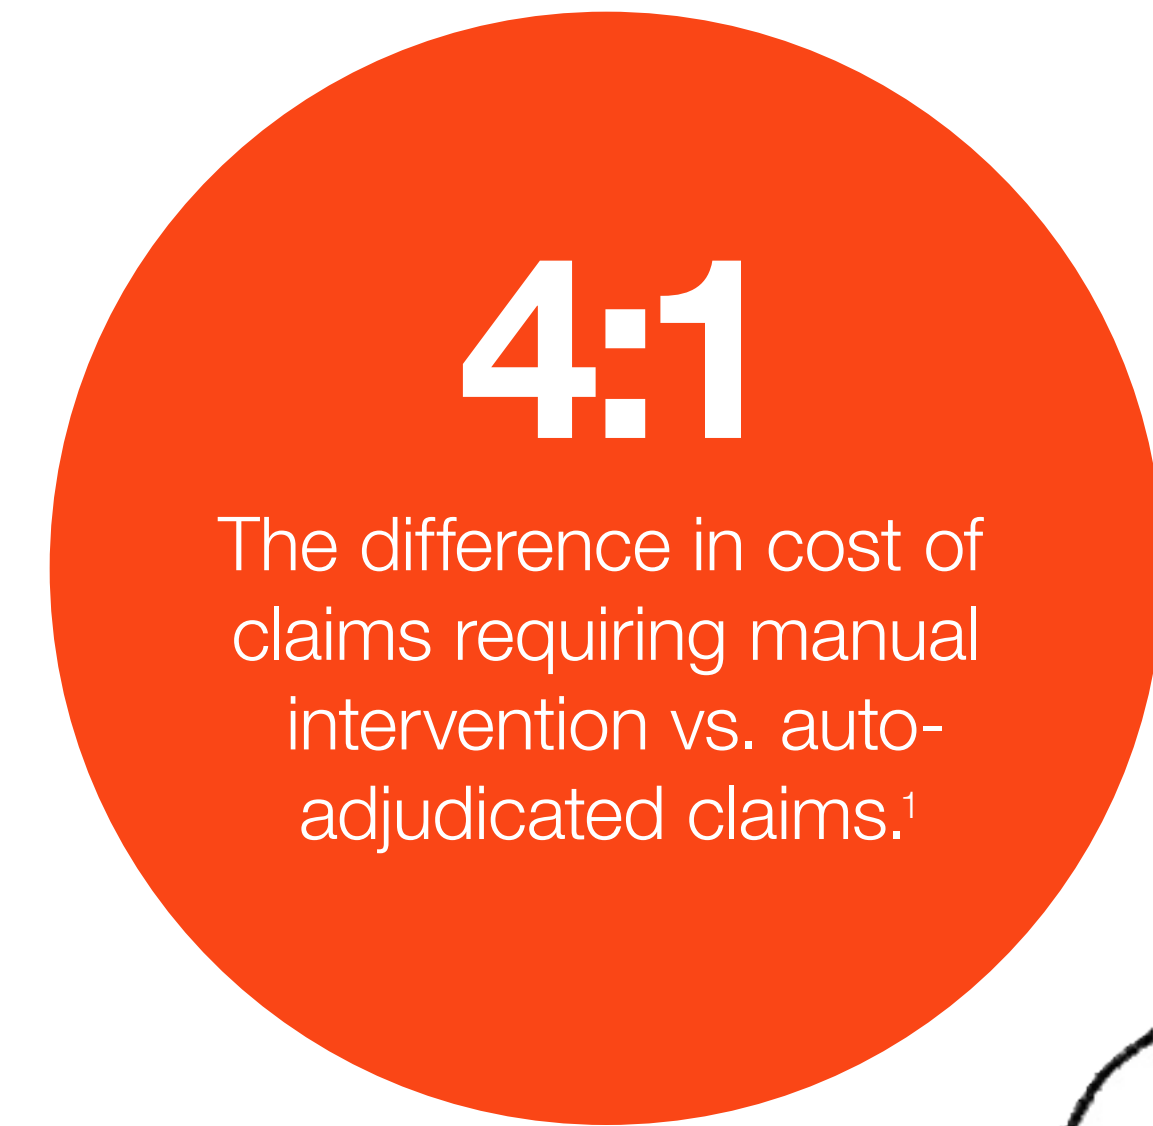 4:1
The difference in cost of
claims requiring manual
intervention vs. auto-
adjudicated claims.¹